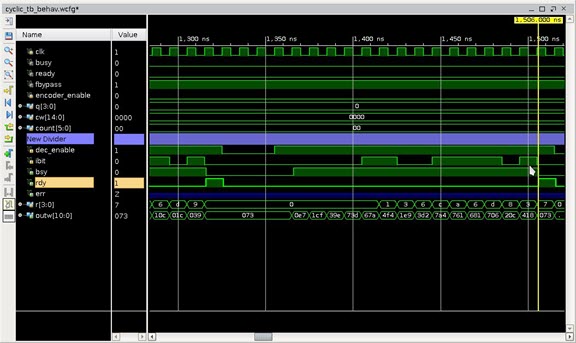 cyclic_tb_behav.wcfg*
1,506.000 ns
Name Value
1,300 ns 1,350 ns 1,400 ns 1,450 ns 1,500 ns
clk 1
busy 0
ready 0
fbypass 1
encoder_enable 0
q[3:0] 0 0
cw[14:0] 0000 0000
count[5:0] 00 00
New Divider
dec_enable 1
ibit 0
bsy 0
rdy 1
err Z
r[3:0] 7 6 d 9 0 1 3 6 c a 6 d 8 3 7 0
outw[10:0] 073 10c 01c 039 073 0e7 1cf 39e 73d 67a 4f4 1e9 3d2 7a4 761 681 706 20c 418 073